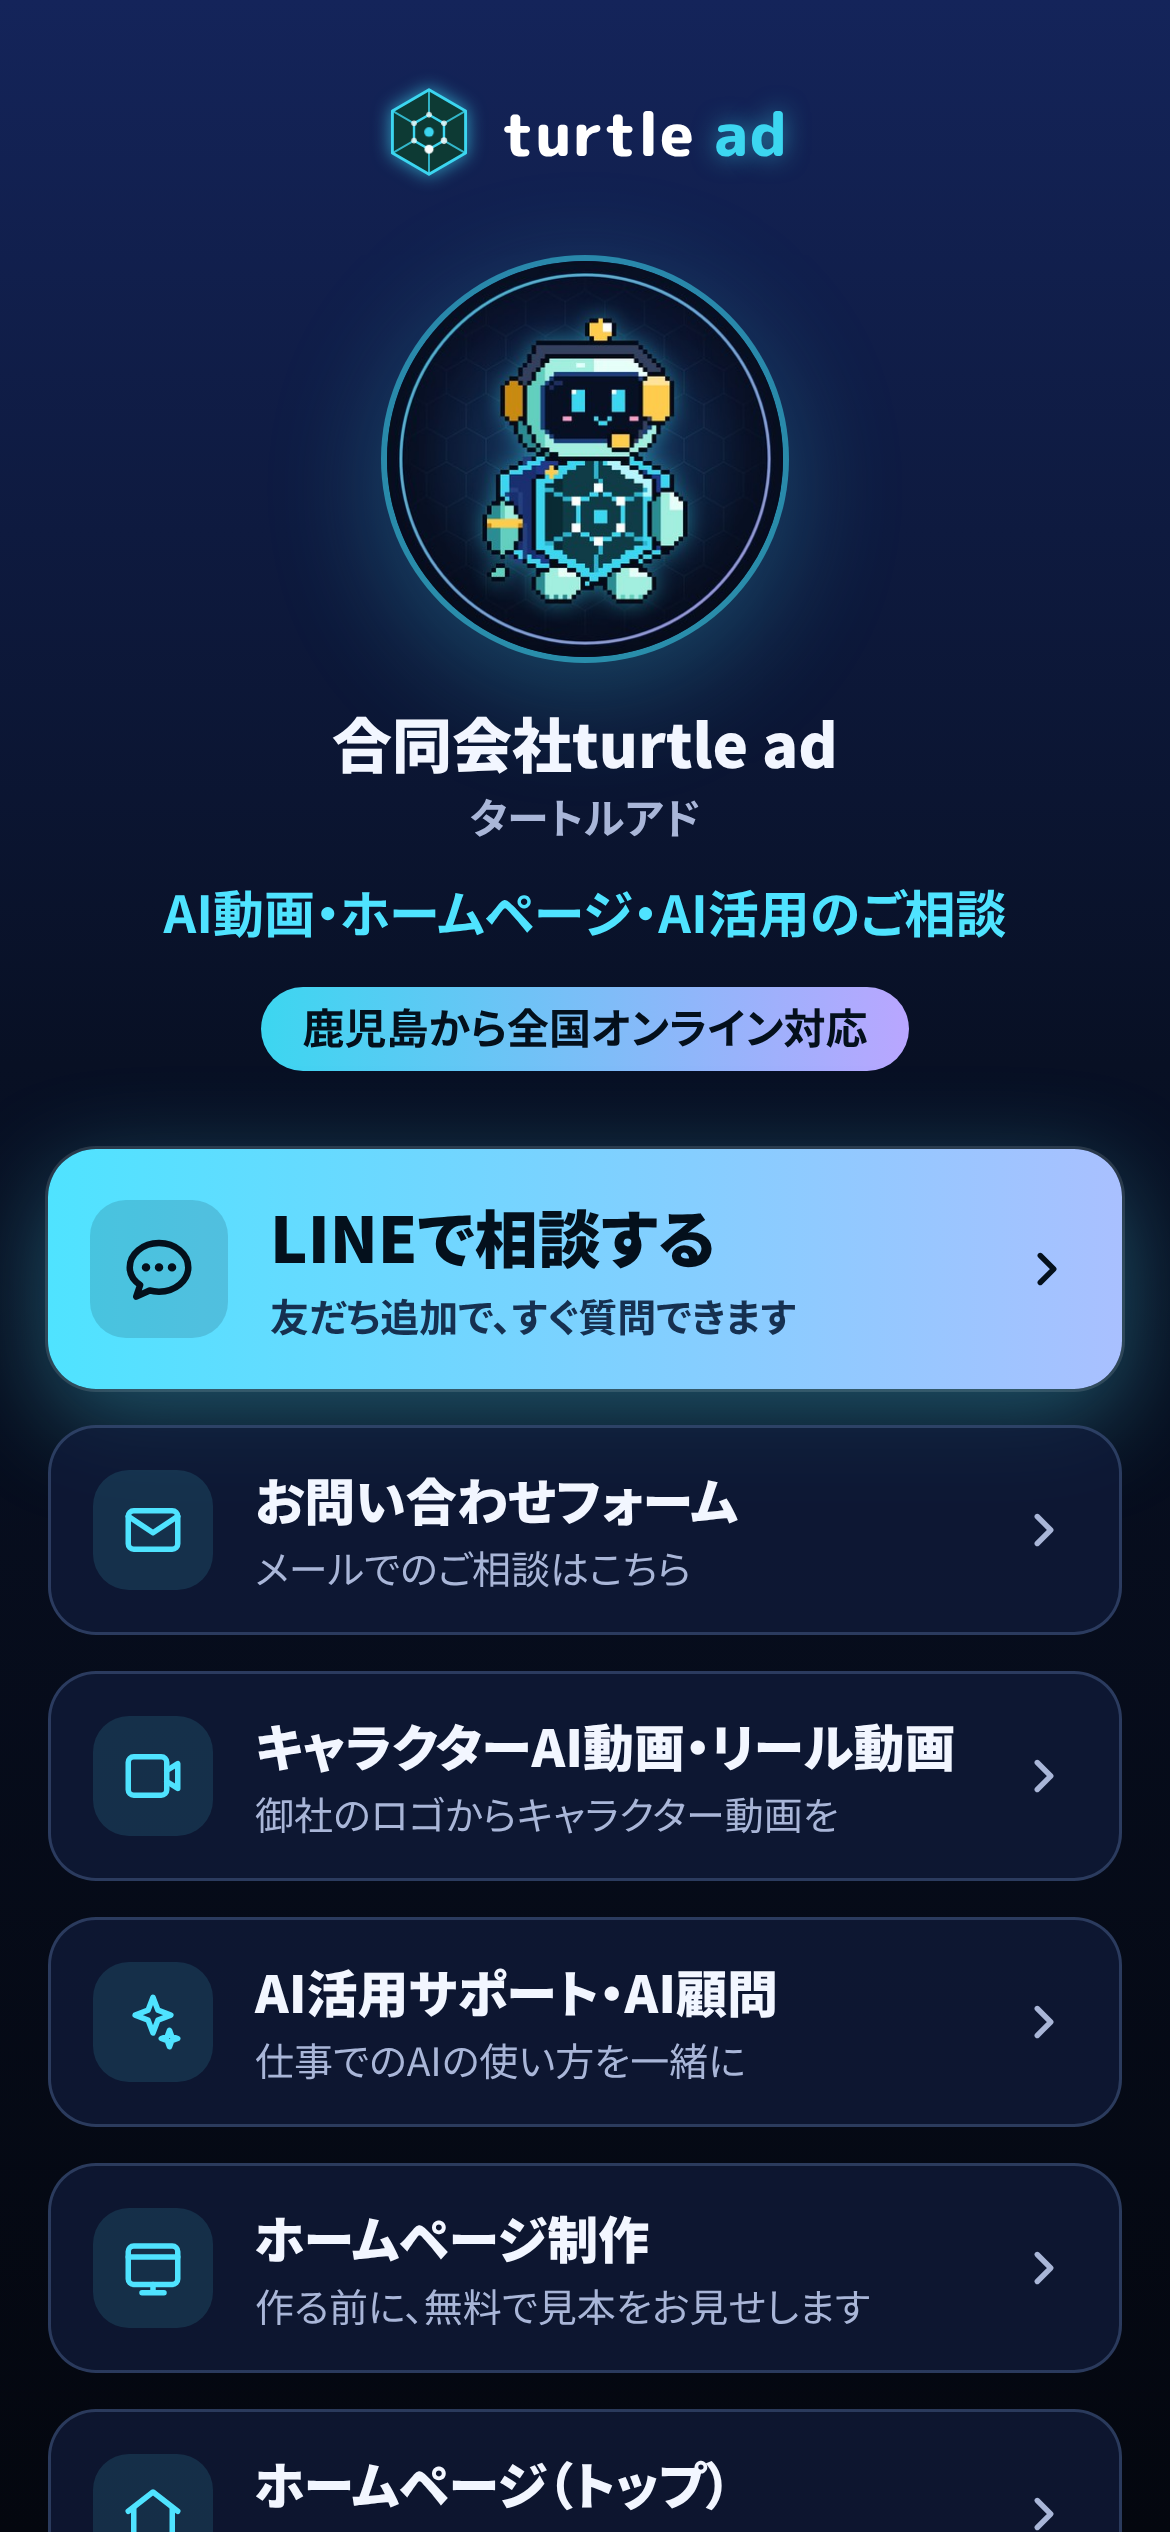 turtle ad
合同会社turtle ad
タートルアド
AI動画・ホームページ・AI活用のご相談
鹿児島から全国オンライン対応
LINEで相談する
友だち追加で、すぐ質問できます
お問い合わせフォーム
メールでのご相談はこちら
キャラクターAI動画・リール動画
御社のロゴからキャラクター動画を
AI活用サポート・AI顧問
仕事でのAIの使い方を一緒に
ホームページ制作
作る前に、無料で見本をお見せします
ホームページ（トップ）